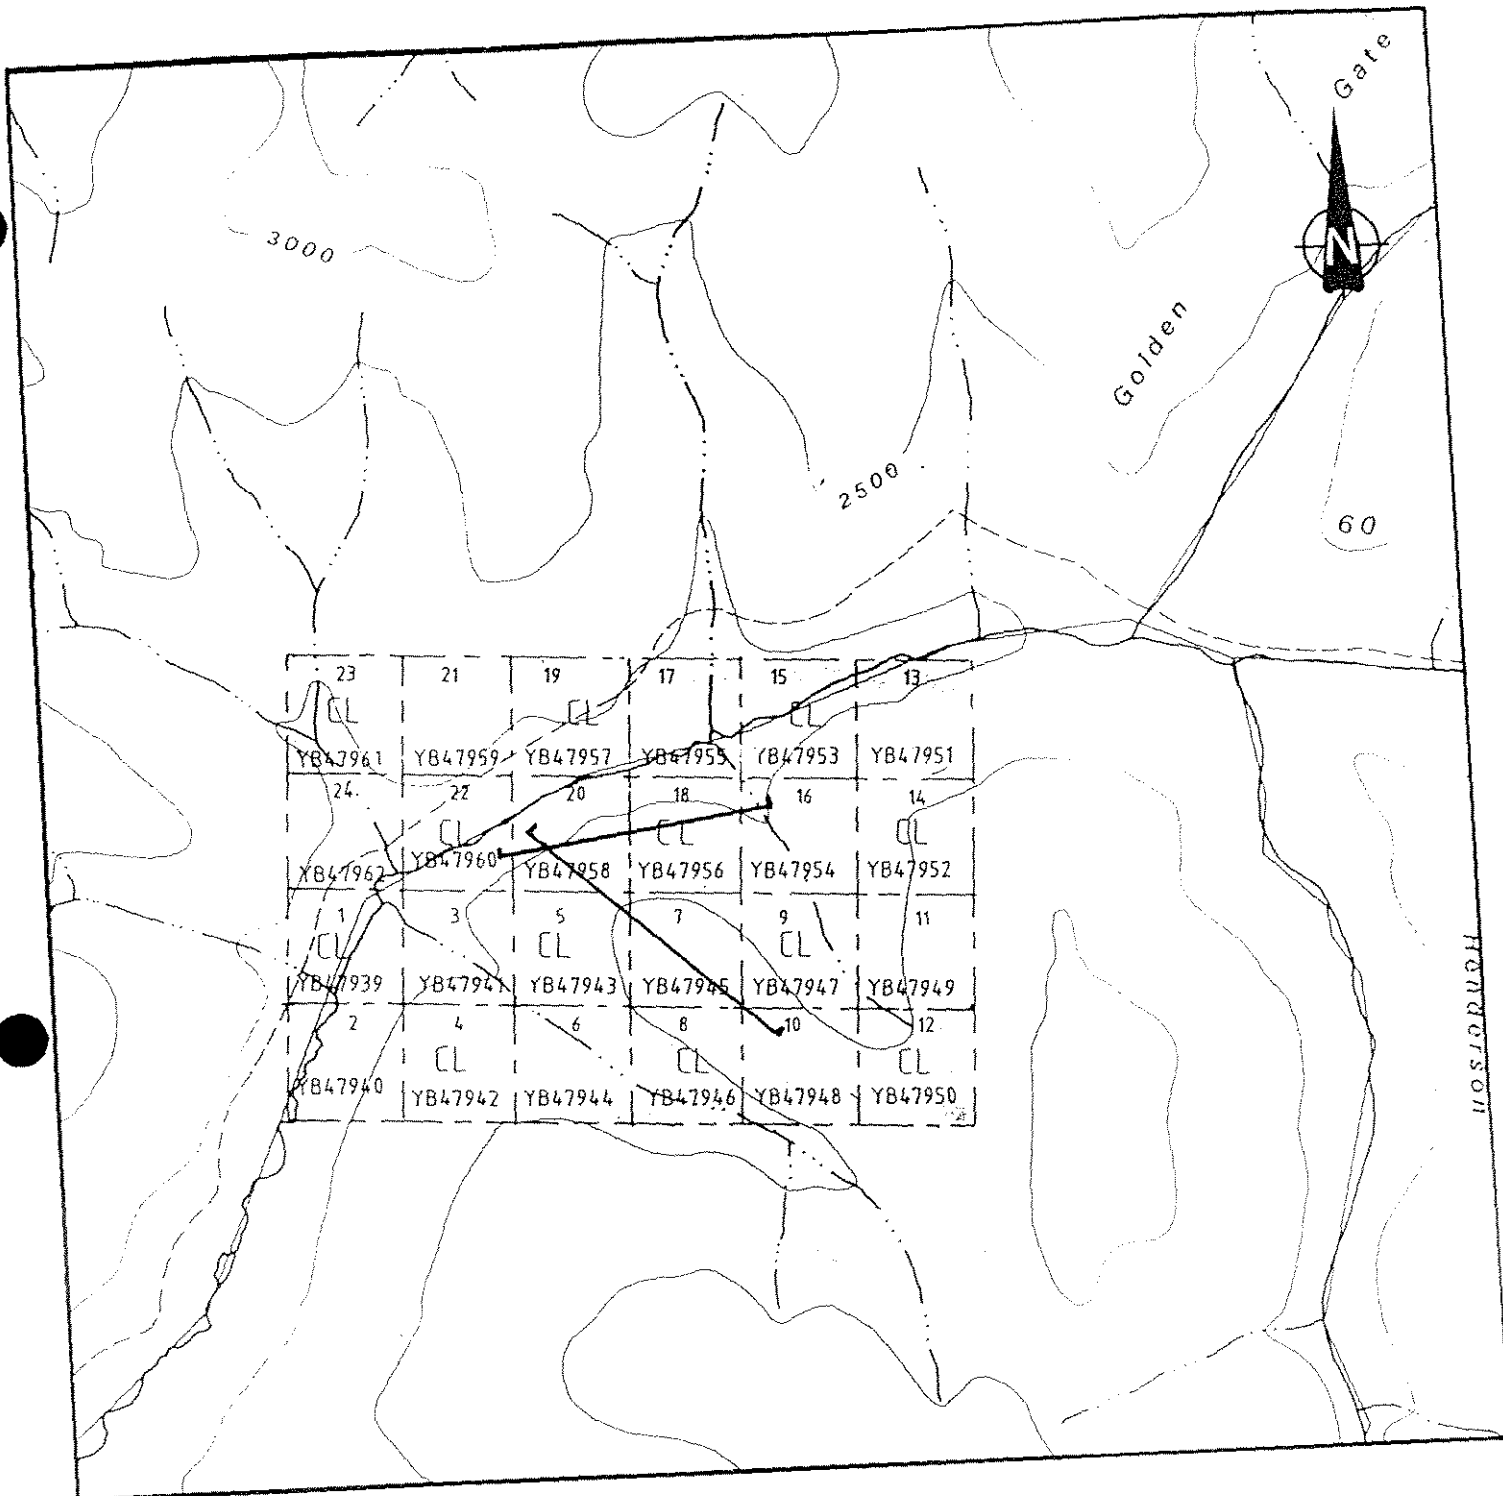 Gate
N
3000
Golden
2500
60
23 21 19 17 15 13
CL CL CL
YB47961 YB47959 YB47957 YB47955 YB47953 YB47951
24 22 20 18 16 14
CL CL CL
YB47962 YB47960 YB47958 YB47956 YB47954 YB47952
1 3 5 7 9 11
CL CL CL
YB47939 YB47941 YB47943 YB47945 YB47947 YB47949
2 4 6 8 10 12
CL CL CL
YB47940 YB47942 YB47944 YB47946 YB47948 YB47950
Henderson